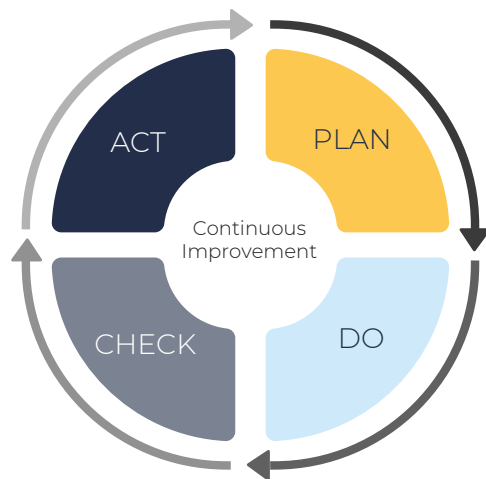 ACT
PLAN
Continuous
Improvement
CHECK
DO